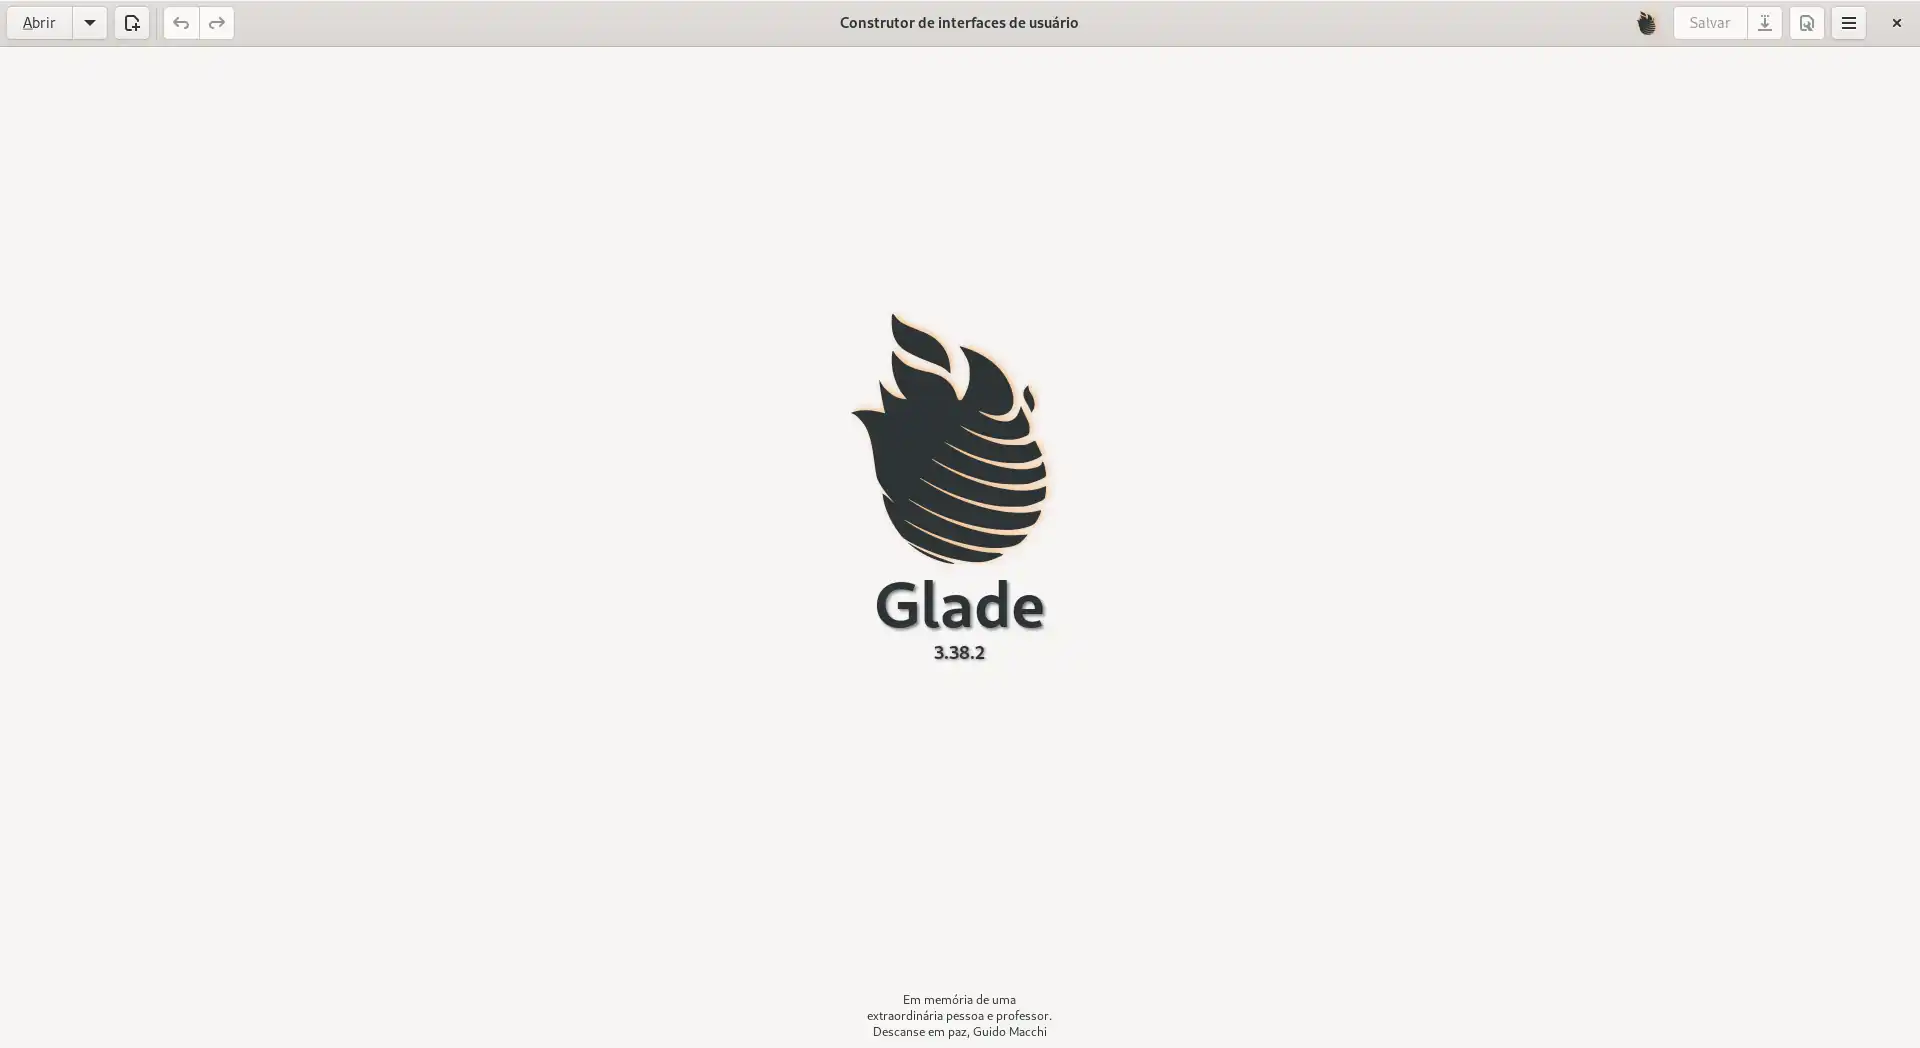 Abrir
Construtor de interfaces de usuário
Salvar
Glade
3.38.2
Em memória de uma
extraordinária pessoa e professor.
Descanse em paz, Guido Macchi